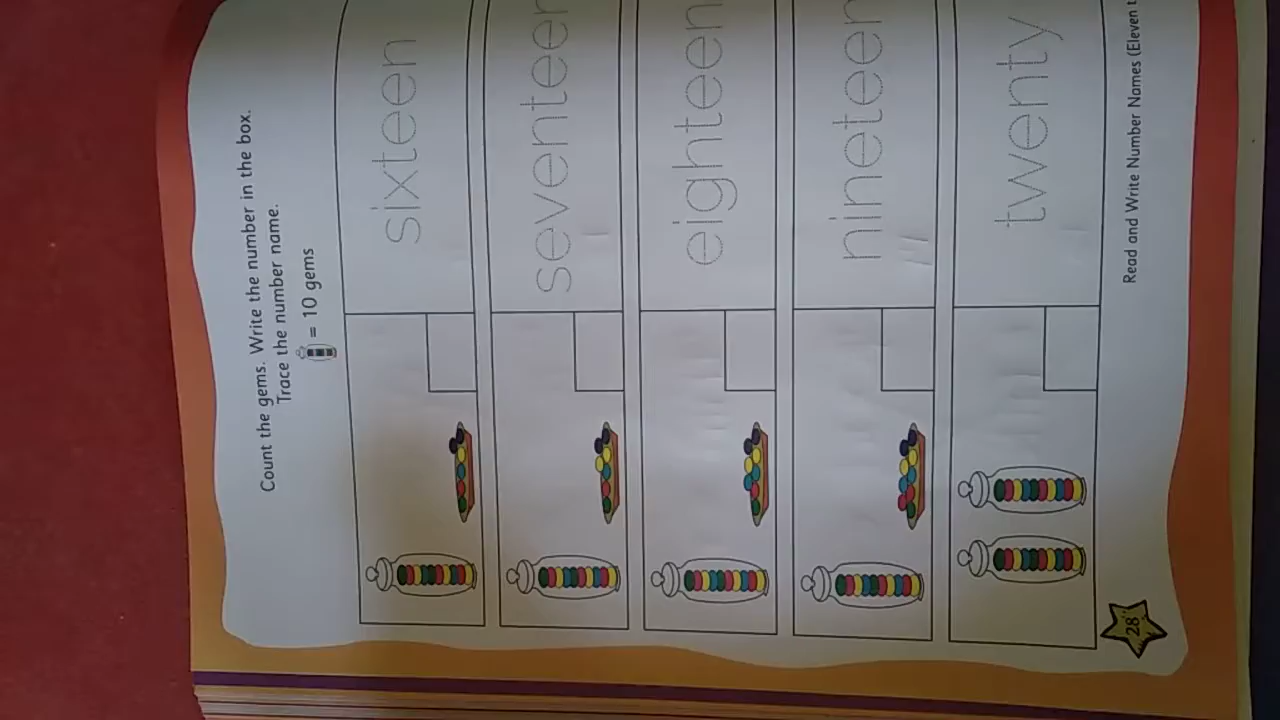 Count the gems. Write the number in the box.
Trace the number name.
= 10 gems
sixteen
seventeen
eighteen
nineteen
twenty
28
Read and Write Number Names (Eleven t